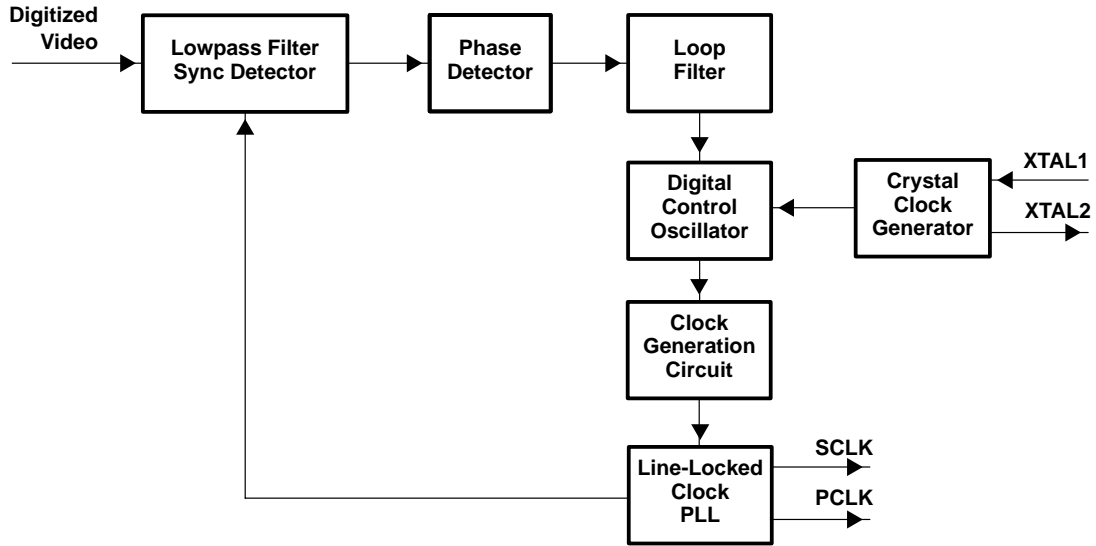 Digitized
Video
Lowpass Filter
Sync Detector
Phase
Detector
Loop
Filter
Digital
Control
Oscillator
Crystal
Clock
Generator
XTAL1
XTAL2
Clock
Generation
Circuit
Line-Locked
Clock
PLL
SCLK
PCLK